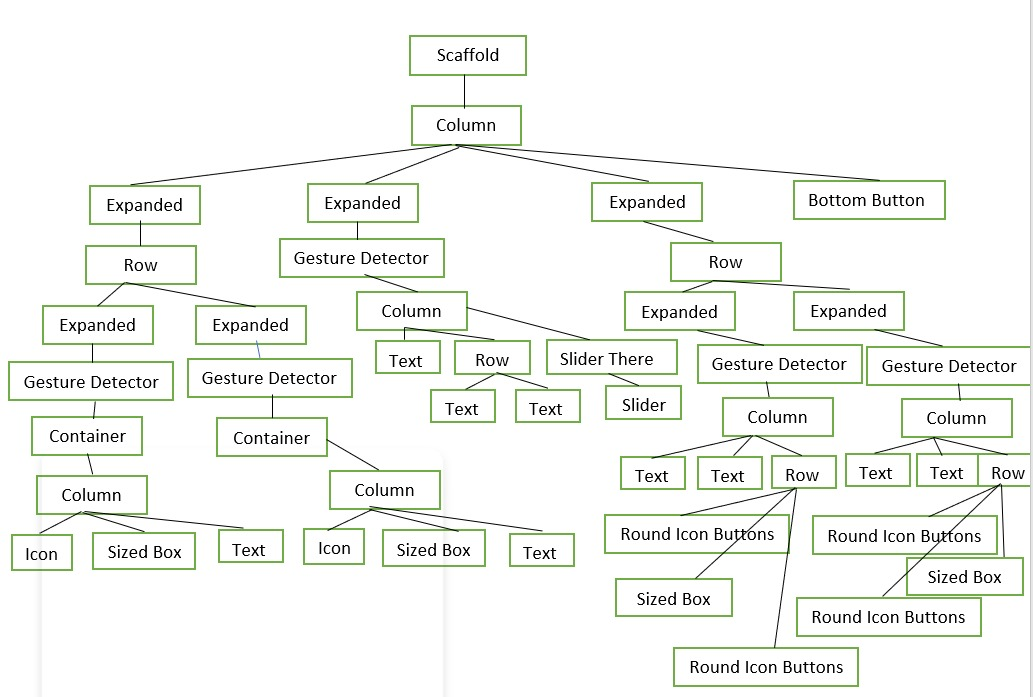 Scaffold
Column
Expanded
Expanded
Expanded
Bottom Button
Row
Gesture Detector
Row
Expanded
Expanded
Column
Expanded
Expanded
Gesture Detector
Gesture Detector
Text
Row
Slider There
Gesture Detector
Gesture Detector
Container
Container
Text
Text
Slider
Column
Column
Column
Column
Text
Text
Row
Text
Text
Row
Icon
Sized Box
Text
Icon
Sized Box
Text
Round Icon Buttons
Round Icon Buttons
Sized Box
Sized Box
Round Icon Buttons
Round Icon Buttons